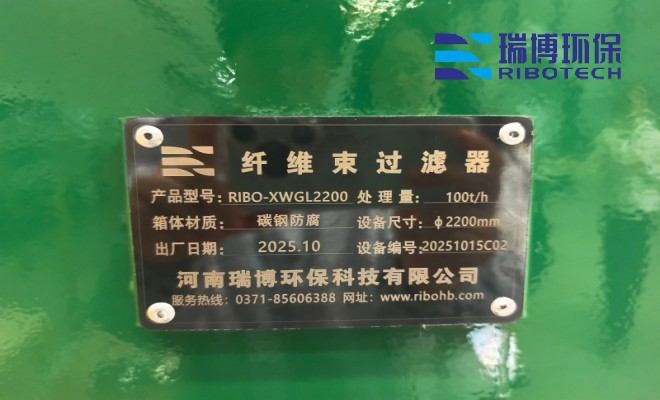 瑞博环保
RIBOTECH
纤维束过滤器
产品型号: RIBO-XWGL2200 处理量: 100t/h
箱体材质: 碳钢防腐 设备尺寸: φ2200mm
出厂日期: 2025.10 设备编号: 20251015C02
河南瑞博环保科技有限公司
服务热线: 0371-85606388 网址: www.ribohb.com